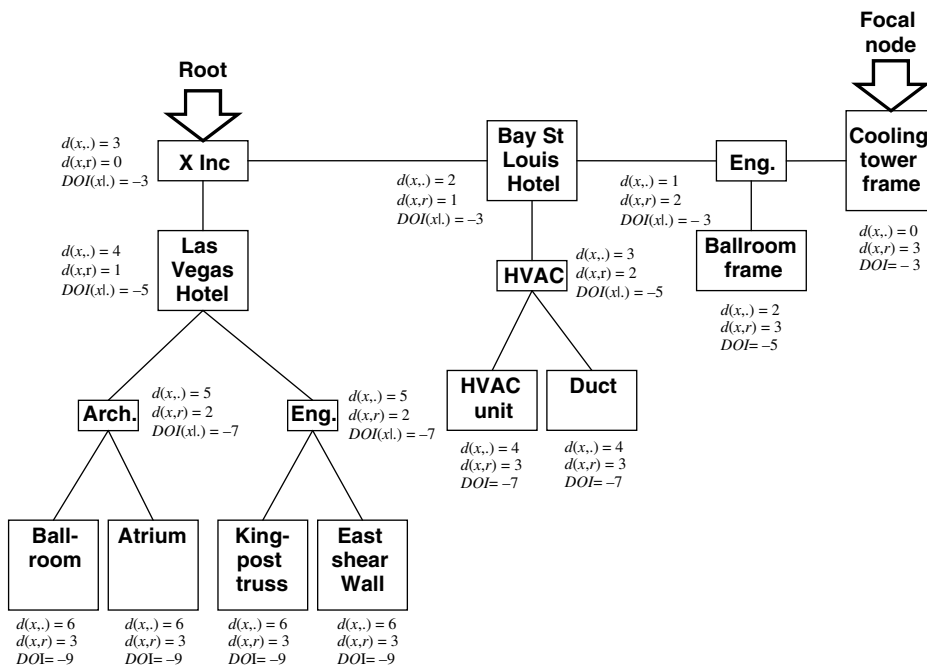 Focal
node
Root
X Inc
d(x,.) = 3
d(x,r) = 0
DOI(x|.) = –3
Bay St
Louis
Hotel
d(x,.) = 2
d(x,r) = 1
DOI(x|.) = –3
Eng.
d(x,.) = 1
d(x,r) = 2
DOI(x|.) = – 3
Cooling
tower
frame
d(x,.) = 0
d(x,r) = 3
DOI= – 3
Las
Vegas
Hotel
d(x,.) = 4
d(x,r) = 1
DOI(x|.) = –5
HVAC
d(x,.) = 3
d(x,r) = 2
DOI(x|.) = –5
Ballroom
frame
d(x,.) = 2
d(x,r) = 3
DOI= –5
Arch.
d(x,.) = 5
d(x,r) = 2
DOI(x|.) = –7
Eng.
d(x,.) = 5
d(x,r) = 2
DOI(x|.) = –7
HVAC
unit
d(x,.) = 4
d(x,r) = 3
DOI= –7
Duct
d(x,.) = 4
d(x,r) = 3
DOI= –7
Ball-
room
d(x,.) = 6
d(x,r) = 3
DOI= –9
Atrium
d(x,.) = 6
d(x,r) = 3
DOI= –9
King-
post
truss
d(x,.) = 6
d(x,r) = 3
DOI= –9
East
shear
Wall
d(x,.) = 6
d(x,r) = 3
DOI= –9